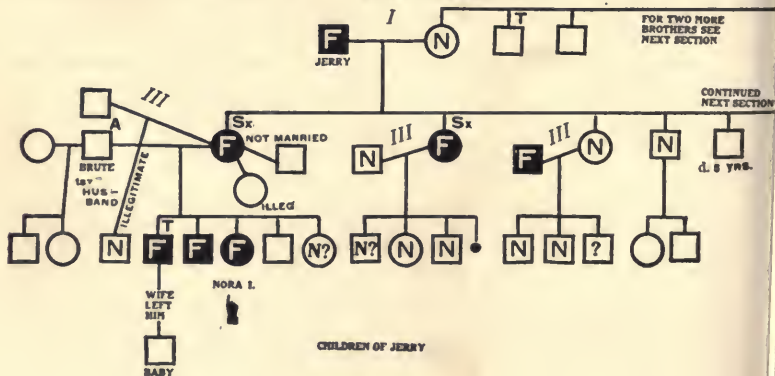 I
T
F
N
FOR TWO MORE
BROTHERS SEE
NEXT SECTION
JERRY
CONTINUED
NEXT SECTION
III
A
Sx.
F
NOT MARRIED
III
N
Sx
F
III
F
N
N
d. 8 YRS.
BRUTE
1ST
HUS-
BAND
ILLEGITIMATE
ILLEG
T
N
F
F
F
N?
N?
N
N
N
N
?
NORA I.
WIFE
LEFT
HIM
BABY
CHILDREN OF JERRY